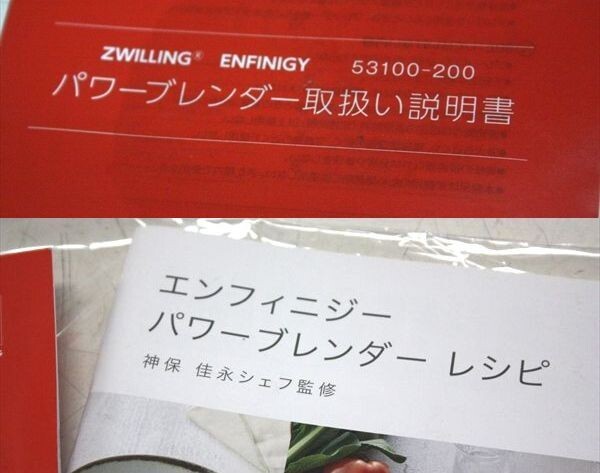 ZWILLING® ENFINIGY 53100-200
パワーブレンダー取扱い説明書
エンフィニジー
パワーブレンダー レシピ
神保 佳永シェフ監修